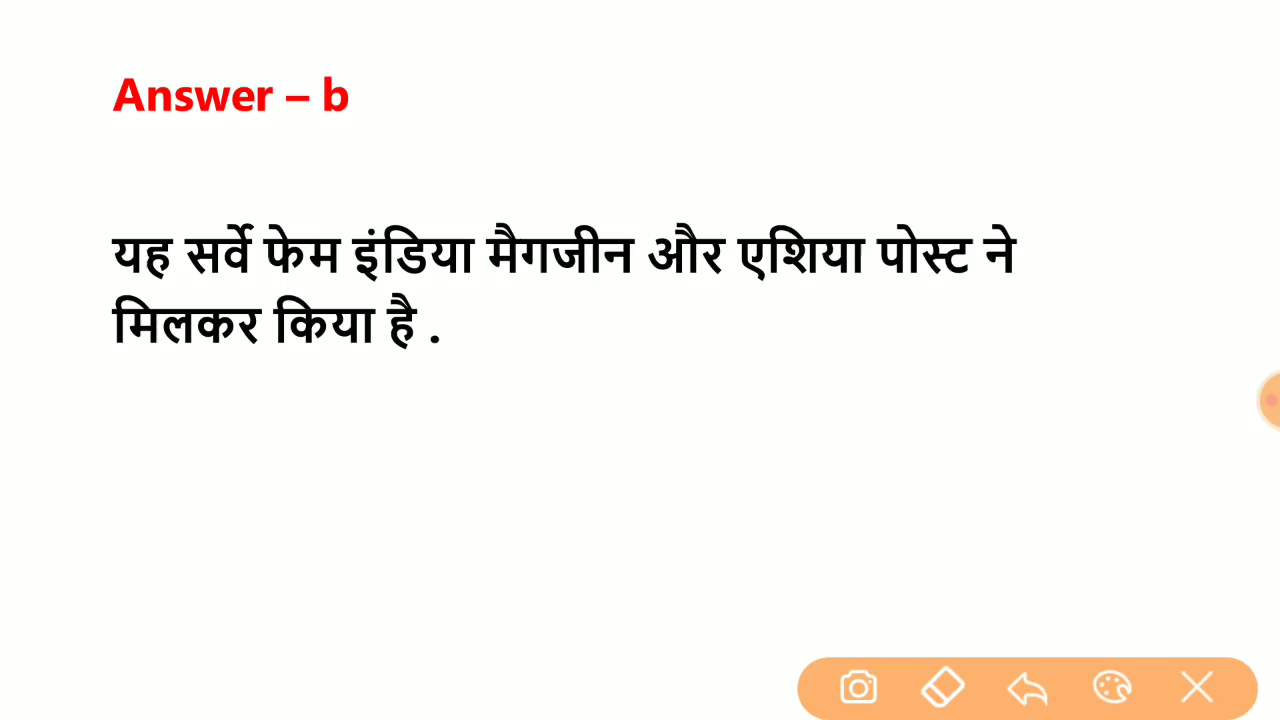 Answer – b
यह सर्वे फेम इंडिया मैगजीन और एशिया पोस्ट ने
मिलकर किया है .